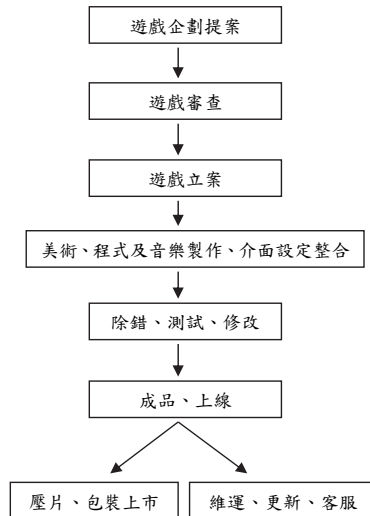 遊戲企劃提案
遊戲審查
遊戲立案
美術、程式及音樂製作、介面設定整合
除錯、測試、修改
成品、上線
壓片、包裝上市
維運、更新、客服